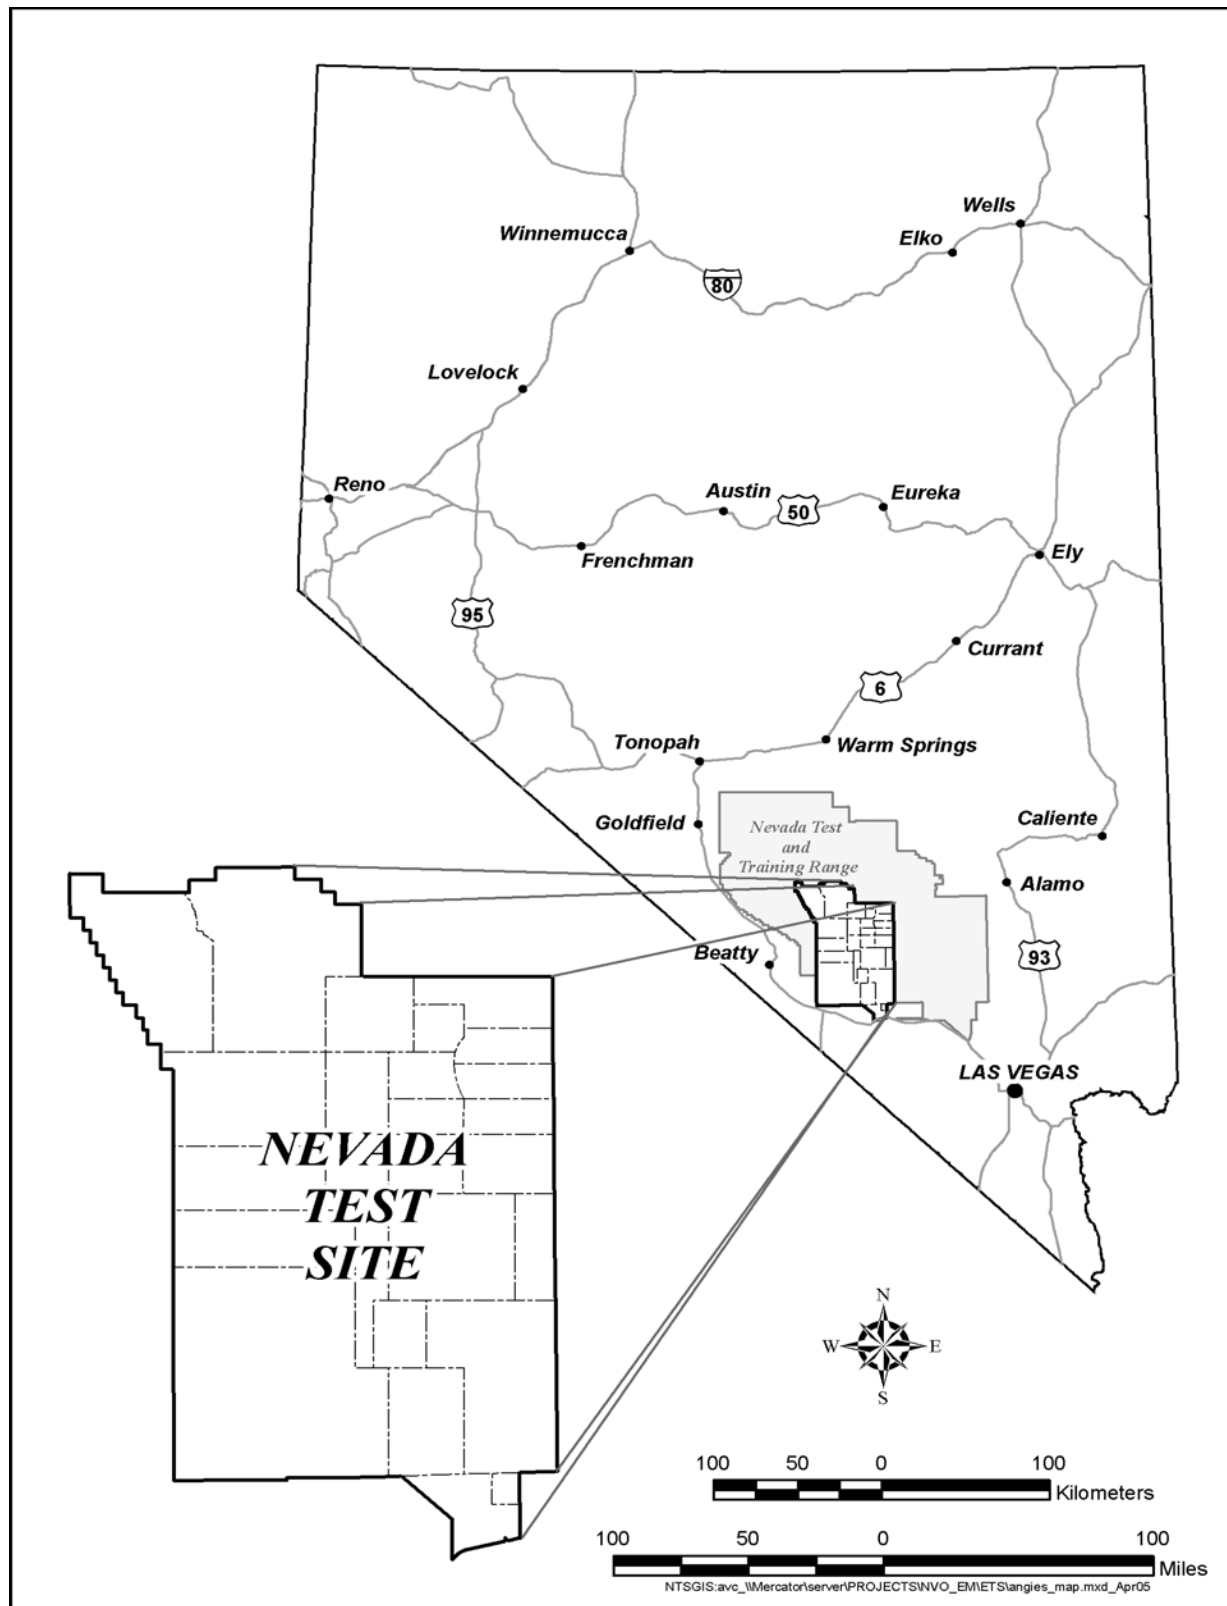 Wells
Winnemucca
Elko
80
Lovelock
Reno
Austin
50
Eureka
Frenchman
Ely
95
Currant
6
Tonopah
Warm Springs
Goldfield
Nevada Test
and
Training Range
Caliente
Alamo
Beatty
93
LAS VEGAS
NEVADA
TEST
SITE
N
W
E
S
100 50 0 100
Kilometers
100 50 0 100
Miles
NTSGIS:avc_\\Mercator\server\PROJECTS\NVO_EM\ETS\angies_map.mxd_Apr05